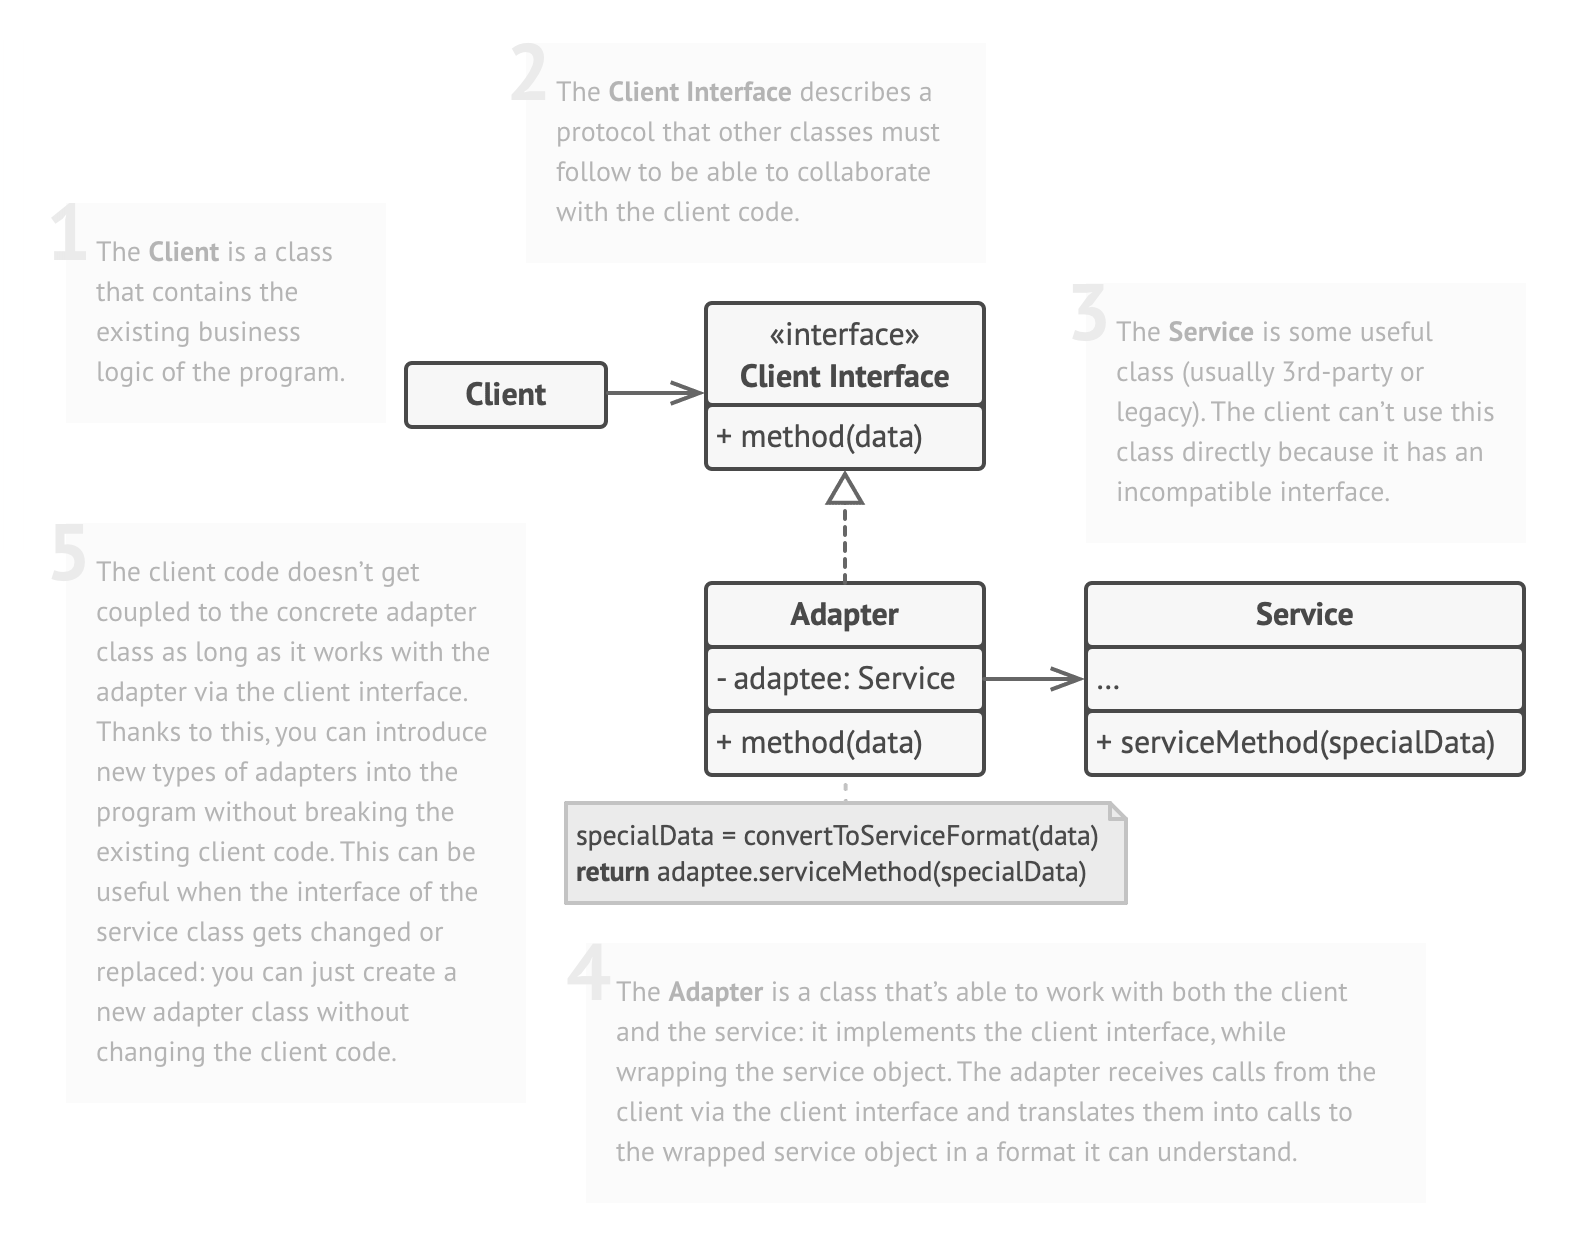 1
The Client is a class
that contains the
existing business
logic of the program.
2
The Client Interface describes a
protocol that other classes must
follow to be able to collaborate
with the client code.
3
The Service is some useful
class (usually 3rd-party or
legacy). The client can’t use this
class directly because it has an
incompatible interface.
Client
«interface»
Client Interface
+ method(data)
Adapter
- adaptee: Service
+ method(data)
Service
...
+ serviceMethod(specialData)
specialData = convertToServiceFormat(data)
return adaptee.serviceMethod(specialData)
4
The Adapter is a class that’s able to work with both the client
and the service: it implements the client interface, while
wrapping the service object. The adapter receives calls from the
client via the client interface and translates them into calls to
the wrapped service object in a format it can understand.
5
The client code doesn’t get
coupled to the concrete adapter
class as long as it works with the
adapter via the client interface.
Thanks to this, you can introduce
new types of adapters into the
program without breaking the
existing client code. This can be
useful when the interface of the
service class gets changed or
replaced: you can just create a
new adapter class without
changing the client code.